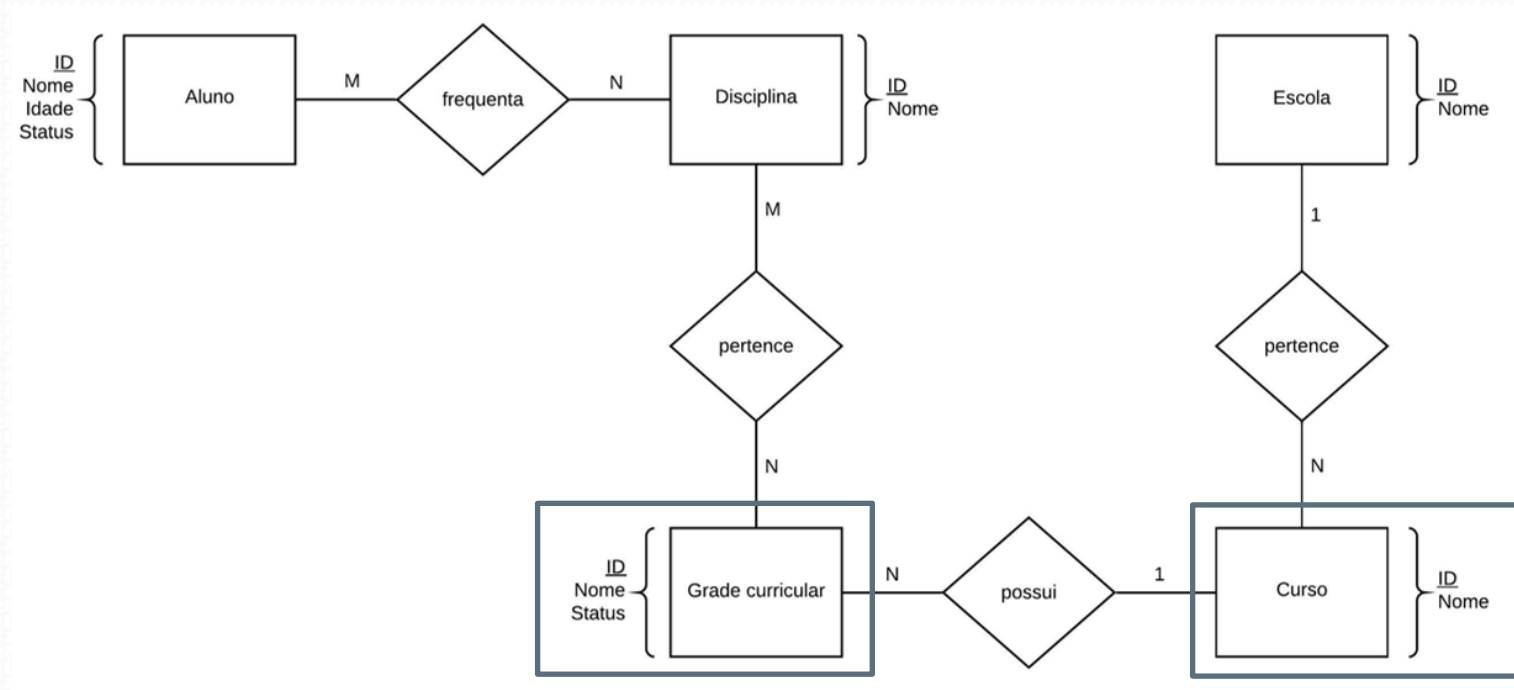 ID
Nome
Idade
Status
Aluno
M
frequenta
N
Disciplina
ID
Nome
Escola
ID
Nome
M
1
pertence
pertence
N
N
ID
Nome
Status
Grade curricular
N
possui
1
Curso
ID
Nome